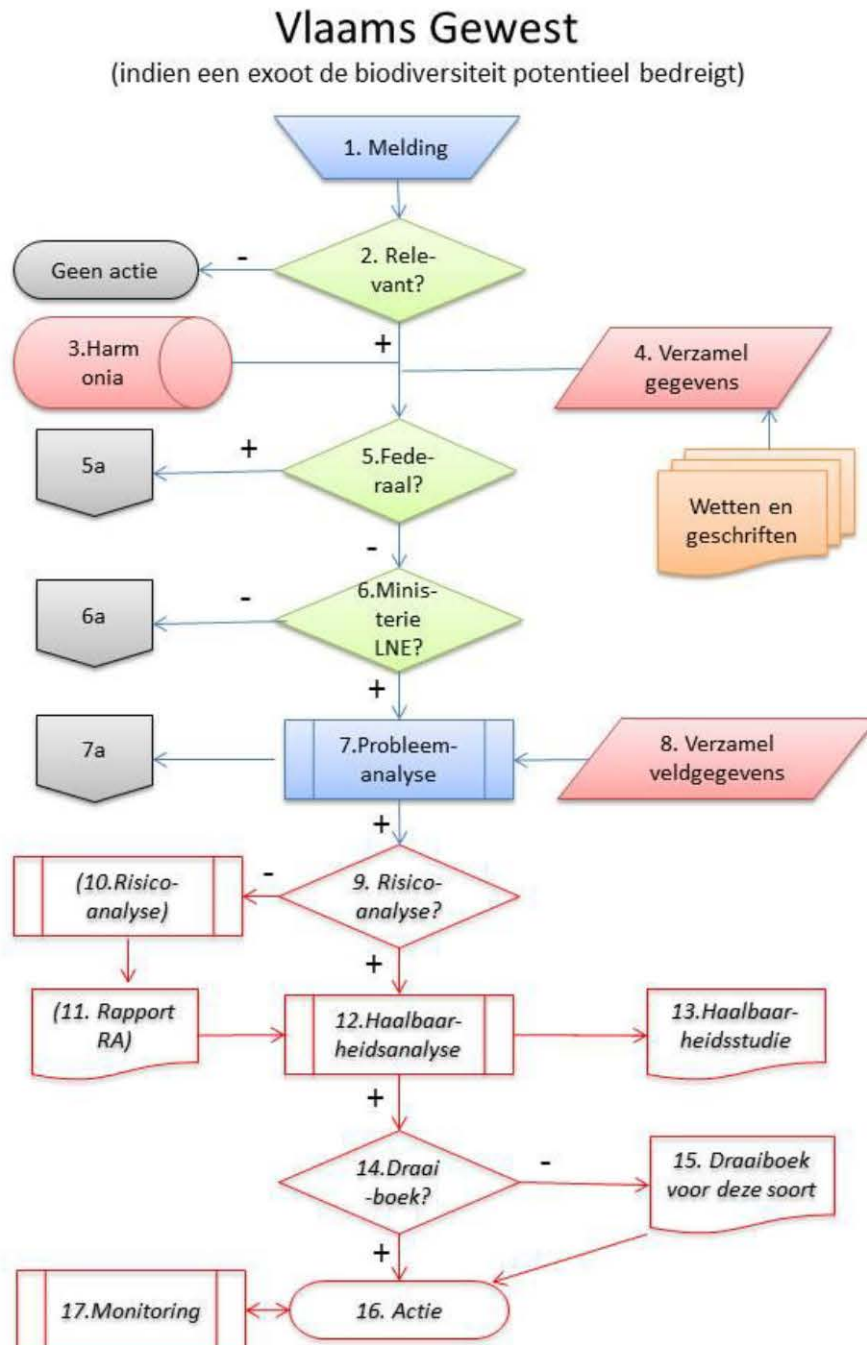 Vlaams Gewest
(indien een exoot de biodiversiteit potentieel bedreigt)
1. Melding
2. Rele-
vant?
-
Geen actie
+
3.Harm
onia
4. Verzamel
gegevens
Wetten en
geschriften
5.Fede-
raal?
+
5a
-
6.Minis-
terie
LNE?
-
6a
+
7.Probleem-
analyse
7a
8. Verzamel
veldgegevens
+
9. Risico-
analyse?
-
(10.Risico-
analyse)
+
(11. Rapport
RA)
12.Haalbaar-
heidsanalyse
13.Haalbaar-
heidsstudie
+
14.Draai
-boek?
-
15. Draaiboek
voor deze soort
+
16. Actie
17.Monitoring